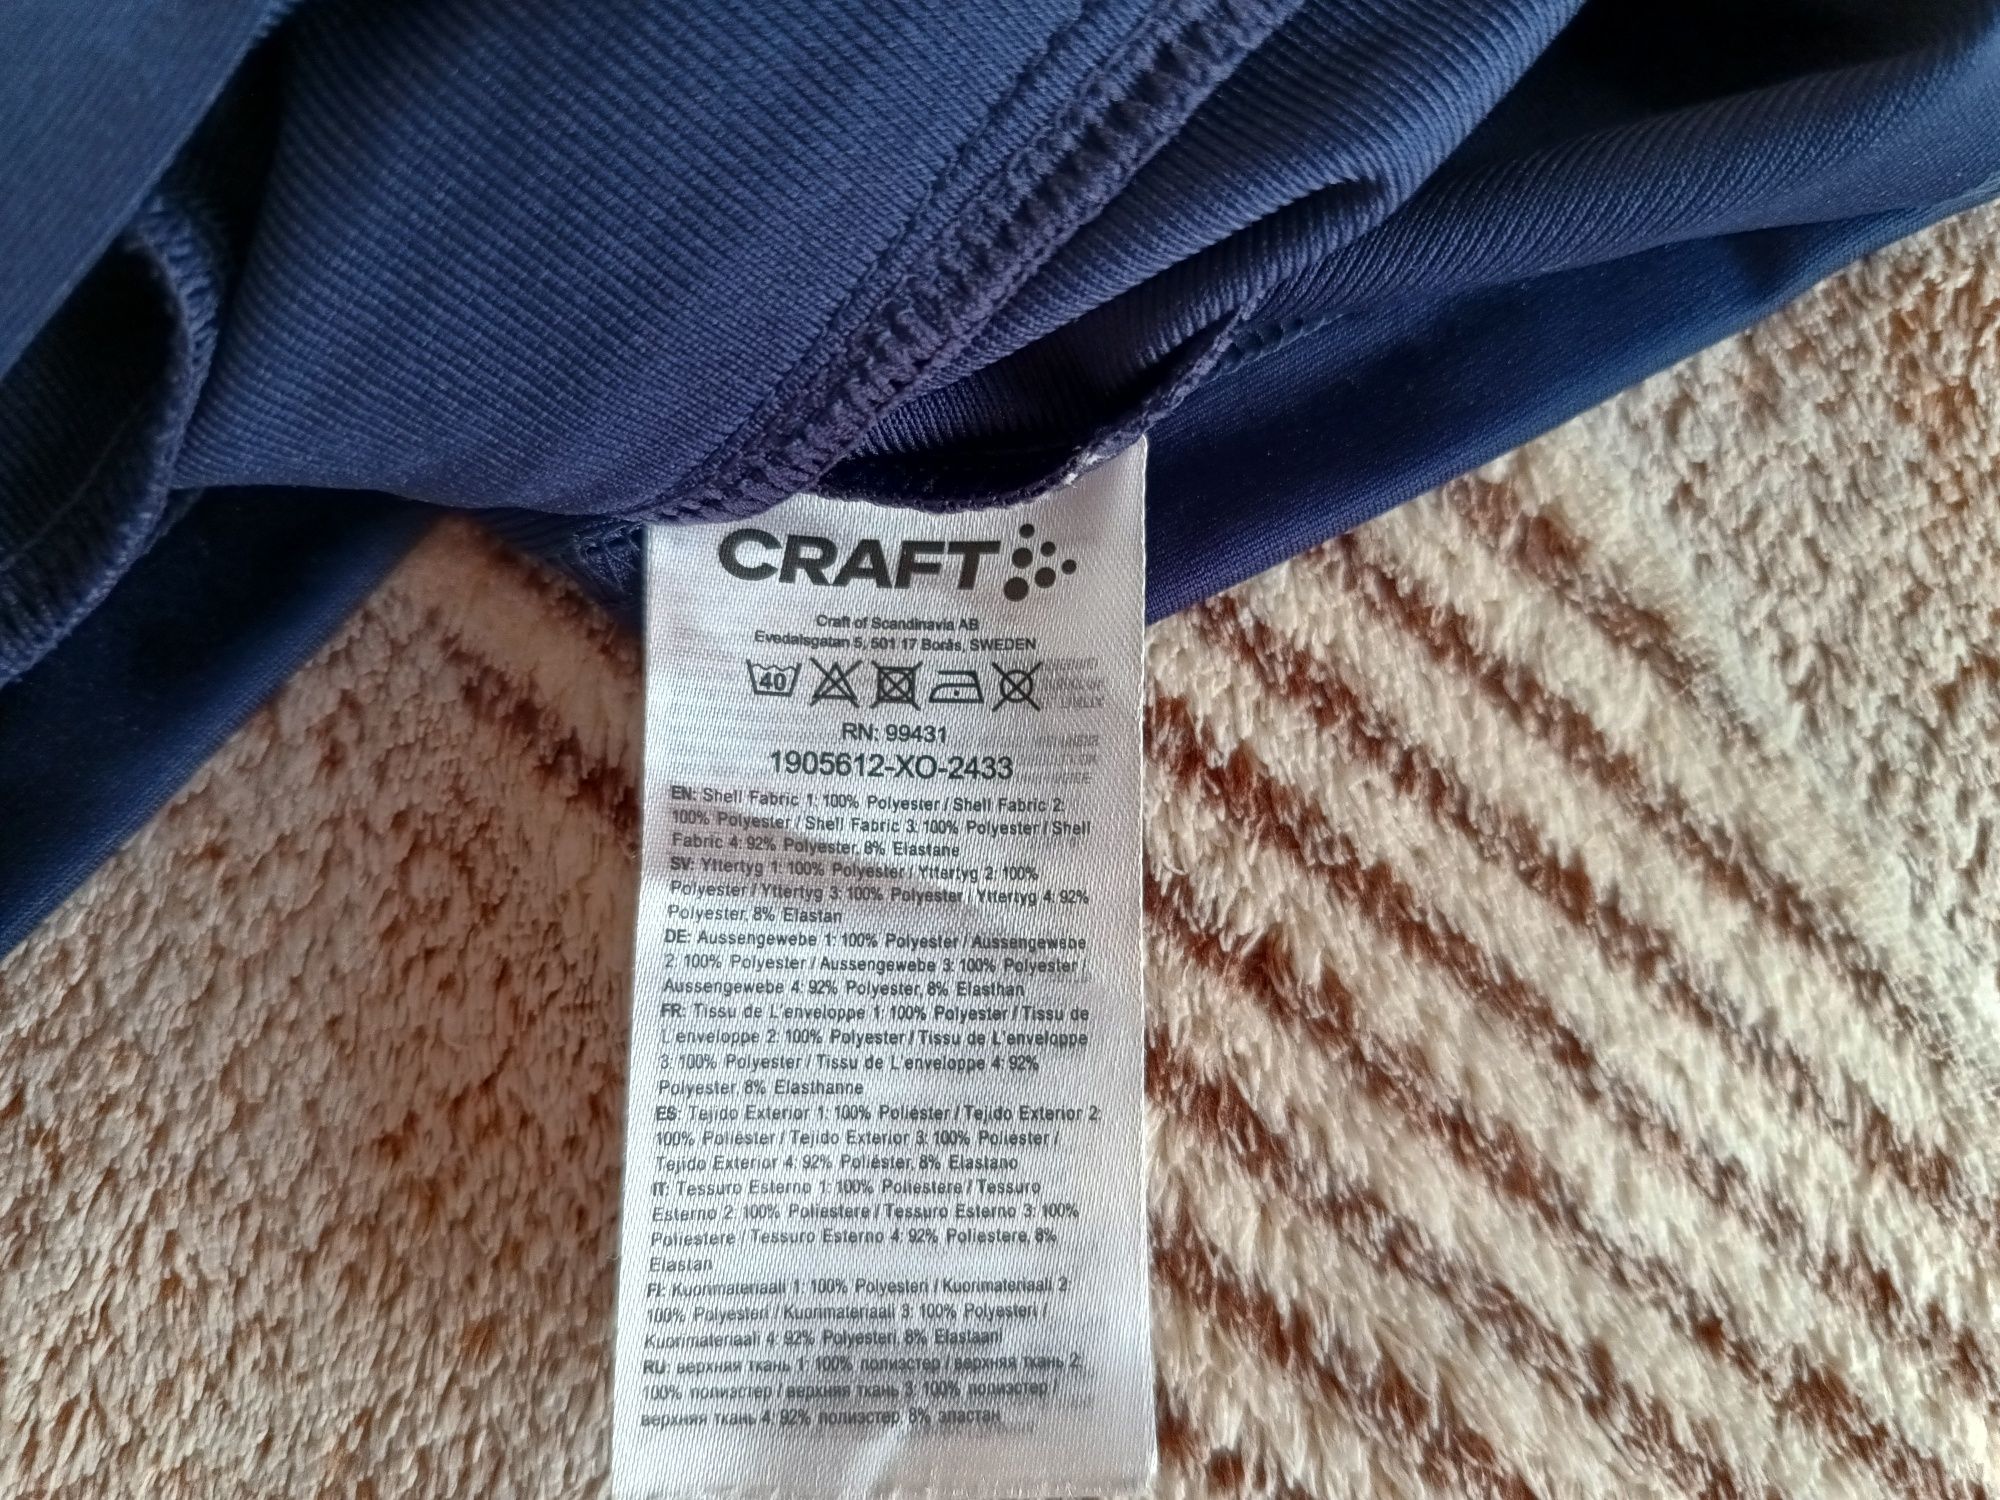 CRAFT
Craft of Scandinavia AB
Evedalsgatan 5, 501 17 Borås, SWEDEN
40
RN: 99431
1905612-XO-2433
EN: Shell Fabric 1: 100% Polyester / Shell Fabric 2:
100% Polyester / Shell Fabric 3: 100% Polyester / Shell
Fabric 4: 92% Polyester, 8% Elastane
SV: Yttertyg 1: 100% Polyester / Yttertyg 2: 100%
Polyester / Yttertyg 3: 100% Polyester / Yttertyg 4: 92%
Polyester, 8% Elastan
DE: Aussengewebe 1: 100% Polyester / Aussengewebe
2: 100% Polyester / Aussengewebe 3: 100% Polyester /
Aussengewebe 4: 92% Polyester, 8% Elasthan
FR: Tissu de L'enveloppe 1: 100% Polyester / Tissu de
L'enveloppe 2: 100% Polyester / Tissu de L'enveloppe
3: 100% Polyester / Tissu de L'enveloppe 4: 92%
Polyester, 8% Elasthanne
ES: Tejido Exterior 1: 100% Poliéster / Tejido Exterior 2:
100% Poliéster / Tejido Exterior 3: 100% Poliéster /
Tejido Exterior 4: 92% Poliéster, 8% Elastano
IT: Tessuro Esterno 1: 100% Poliestere / Tessuro
Esterno 2: 100% Poliestere / Tessuro Esterno 3: 100%
Poliestere / Tessuro Esterno 4: 92% Poliestere, 8%
Elastan
FI: Kuorimateriaali 1: 100% Polyesteri / Kuorimateriaali 2:
100% Polyesteri / Kuorimateriaali 3: 100% Polyesteri /
Kuorimateriaali 4: 92% Polyesteri, 8% Elastaani
RU: верхняя ткань 1: 100% полиэстер / верхняя ткань 2:
100% полиэстер / верхняя ткань 3: 100% полиэстер /
верхняя ткань 4: 92% полиэстер, 8% эластан